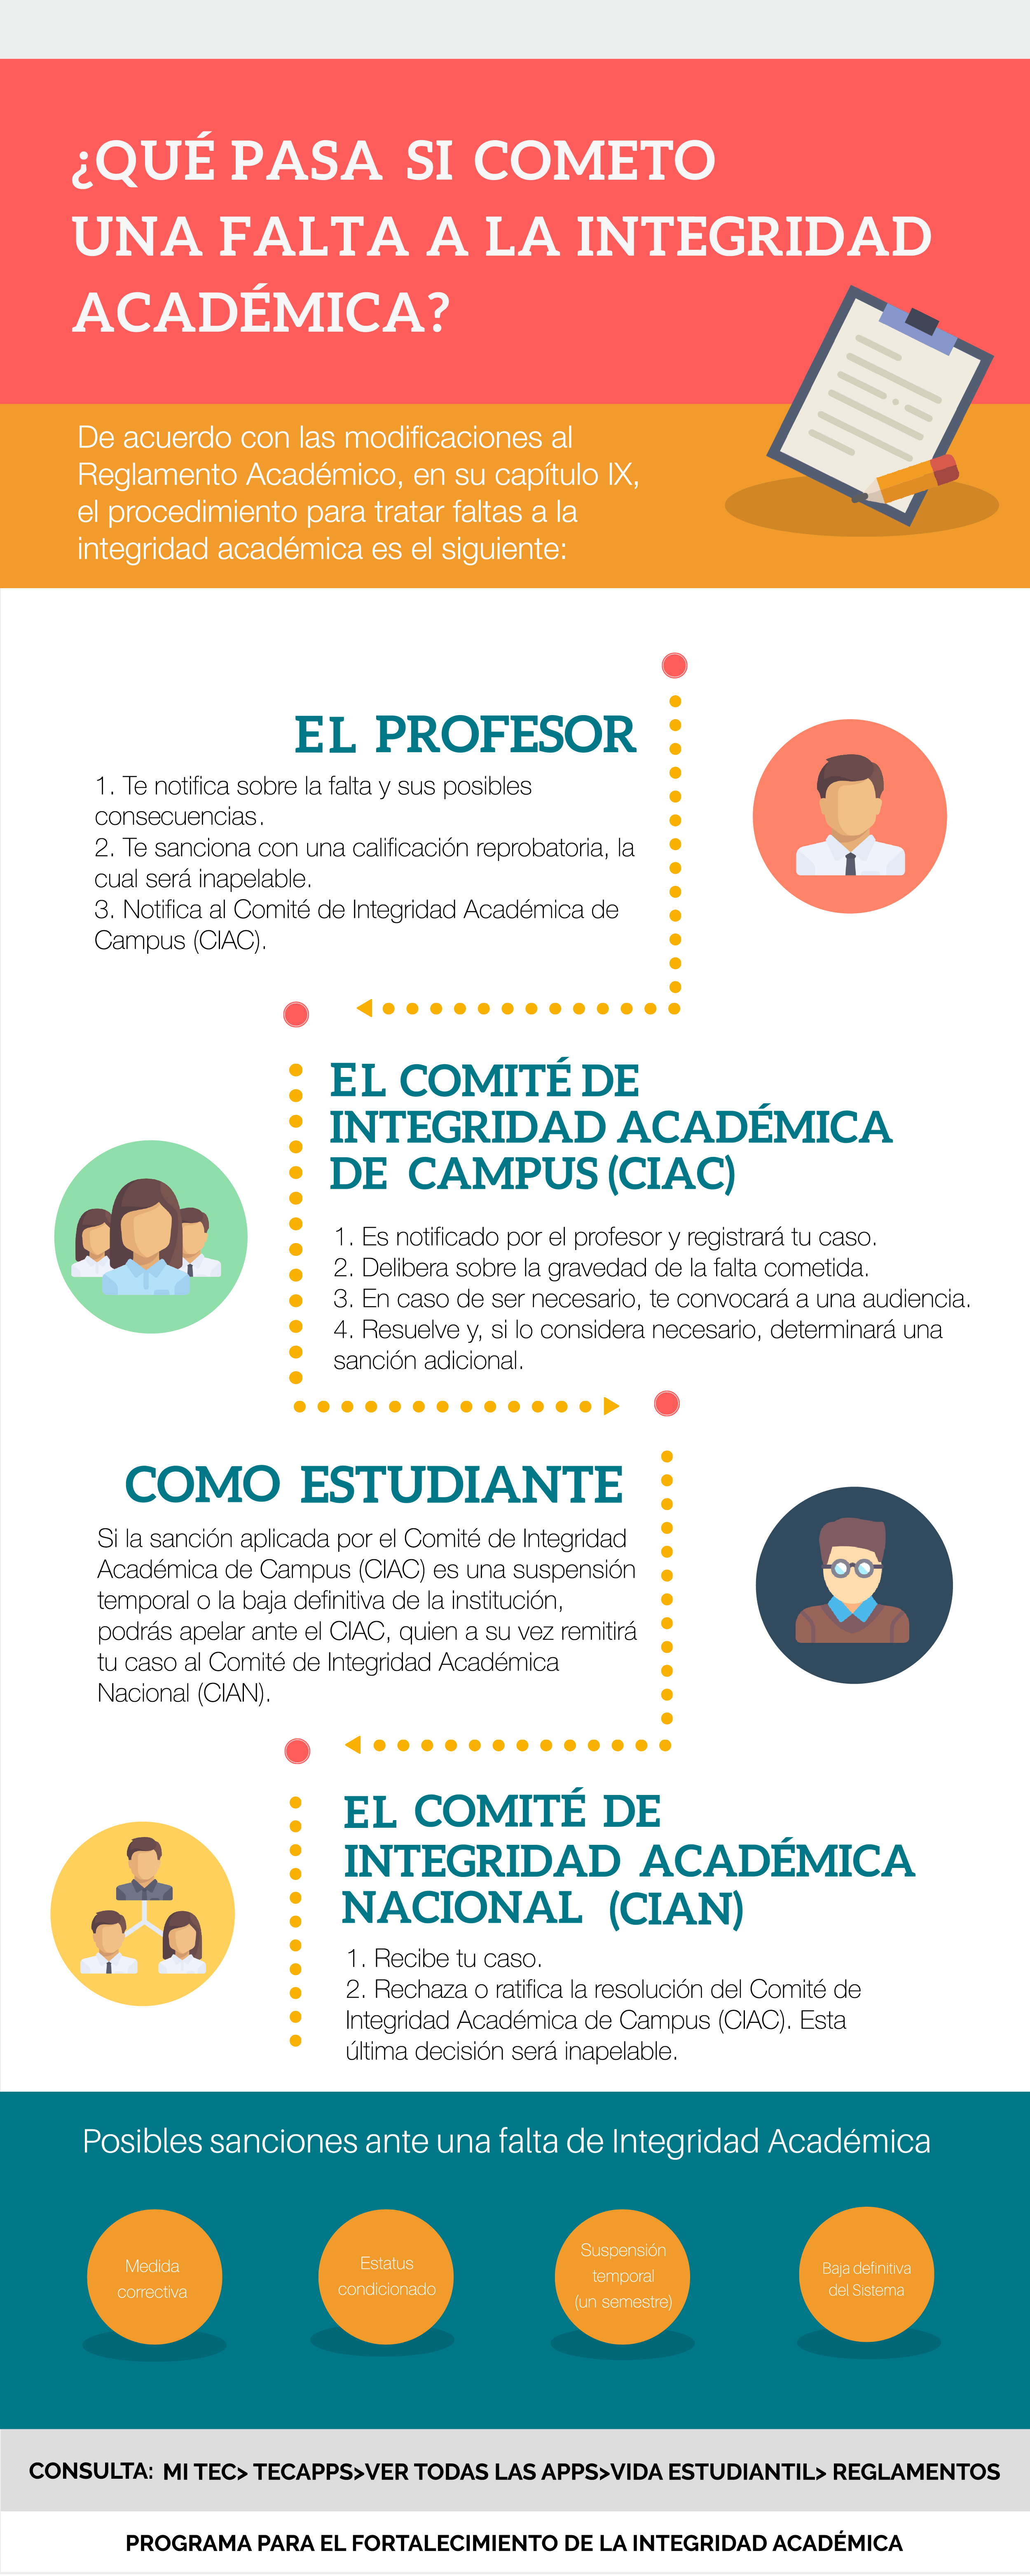 ¿QUÉ PASA SI COMETO
UNA FALTA A LA INTEGRIDAD
ACADÉMICA?
De acuerdo con las modificaciones al
Reglamento Académico, en su capítulo IX,
el procedimiento para tratar faltas a la
integridad académica es el siguiente:
EL PROFESOR
1. Te notifica sobre la falta y sus posibles
consecuencias.
2. Te sanciona con una calificación reprobatoria, la
cual será inapelable.
3. Notifica al Comité de Integridad Académica de
Campus (CIAC).
EL COMITÉ DE
INTEGRIDAD ACADÉMICA
DE CAMPUS (CIAC)
1. Es notificado por el profesor y registrará tu caso.
2. Delibera sobre la gravedad de la falta cometida.
3. En caso de ser necesario, te convocará a una audiencia.
4. Resuelve y, si lo considera necesario, determinará una
sanción adicional.
COMO ESTUDIANTE
Si la sanción aplicada por el Comité de Integridad
Académica de Campus (CIAC) es una suspensión
temporal o la baja definitiva de la institución,
podrás apelar ante el CIAC, quien a su vez remitirá
tu caso al Comité de Integridad Académica
Nacional (CIAN).
EL COMITÉ DE
INTEGRIDAD ACADÉMICA
NACIONAL (CIAN)
1. Recibe tu caso.
2. Rechaza o ratifica la resolución del Comité de
Integridad Académica de Campus (CIAC). Esta
última decisión será inapelable.
Posibles sanciones ante una falta de Integridad Académica
Medida
correctiva
Estatus
condicionado
Suspensión
temporal
(un semestre)
Baja definitiva
del Sistema
CONSULTA: MI TEC> TECAPPS>VER TODAS LAS APPS>VIDA ESTUDIANTIL> REGLAMENTOS
PROGRAMA PARA EL FORTALECIMIENTO DE LA INTEGRIDAD ACADÉMICA